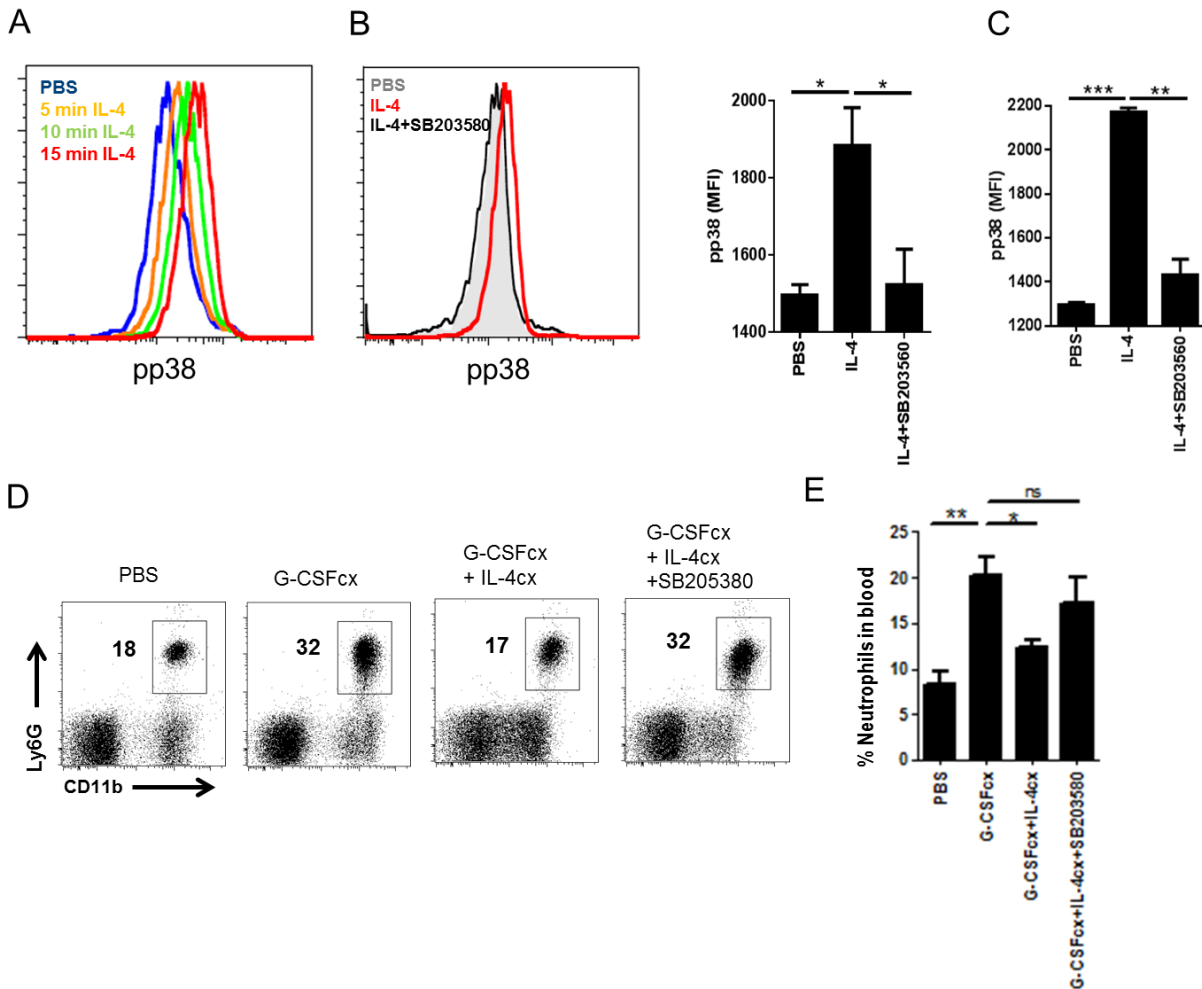 A
PBS
5 min IL-4
10 min IL-4
15 min IL-4
pp38
B
PBS
IL-4
IL-4+SB203580
pp38
pp38 (MFI)
2000
1800
1600
1400
*
*
PBS
IL-4
IL-4+SB203560
C
pp38 (MFI)
2200
2000
1800
1600
1400
1200
***
**
PBS
IL-4
IL-4+SB203560
D
PBS
G-CSFcx
G-CSFcx
+ IL-4cx
G-CSFcx
+ IL-4cx
+SB205380
18
32
17
32
Ly6G
CD11b
E
% Neutrophils in blood
25
20
15
10
5
0
ns
**
*
PBS
G-CSFcx
G-CSFcx+IL-4cx
G-CSFcx+IL-4cx+SB203580